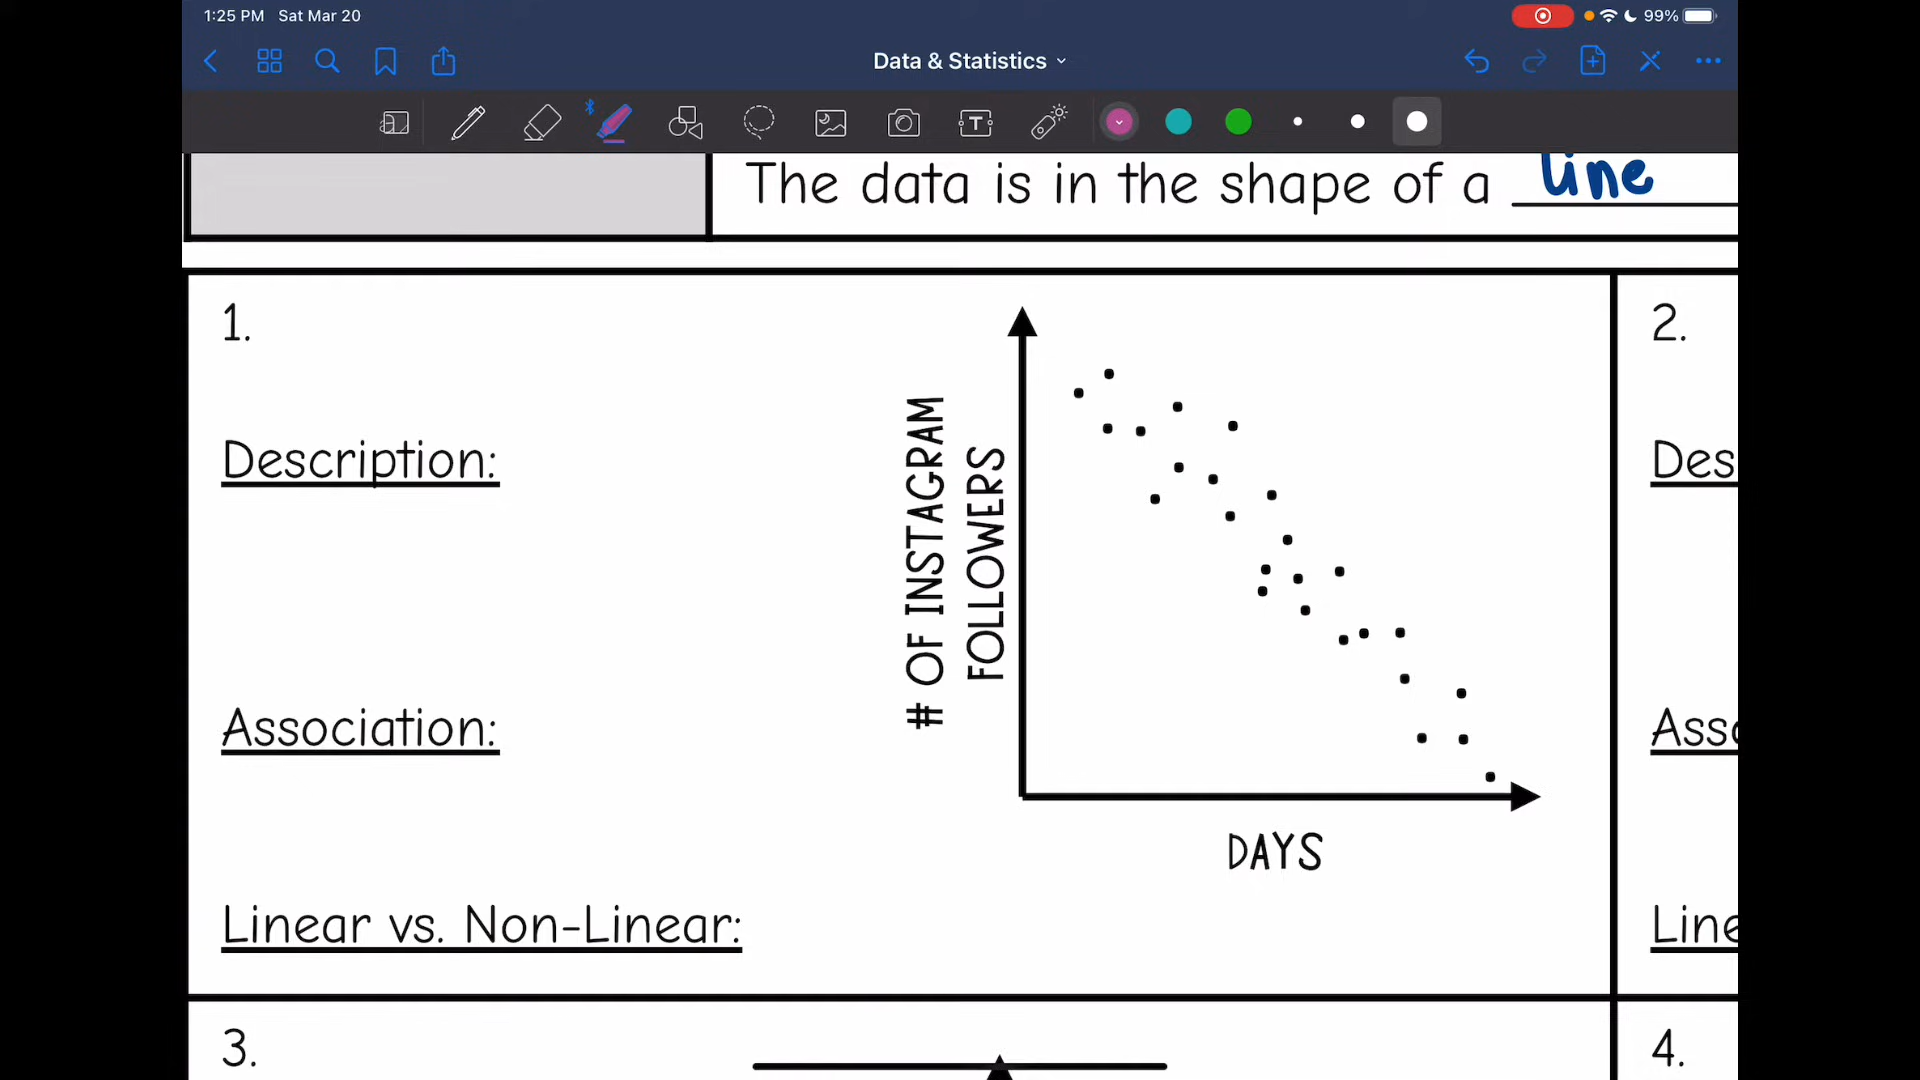 1:25 PM Sat Mar 20
99%
Data & Statistics
T
The data is in the shape of a line
1.
Description:
Association:
Linear vs. Non-Linear:
# OF INSTAGRAM
FOLLOWERS
DAYS
2.
Des
Asso
Line
3.
4.